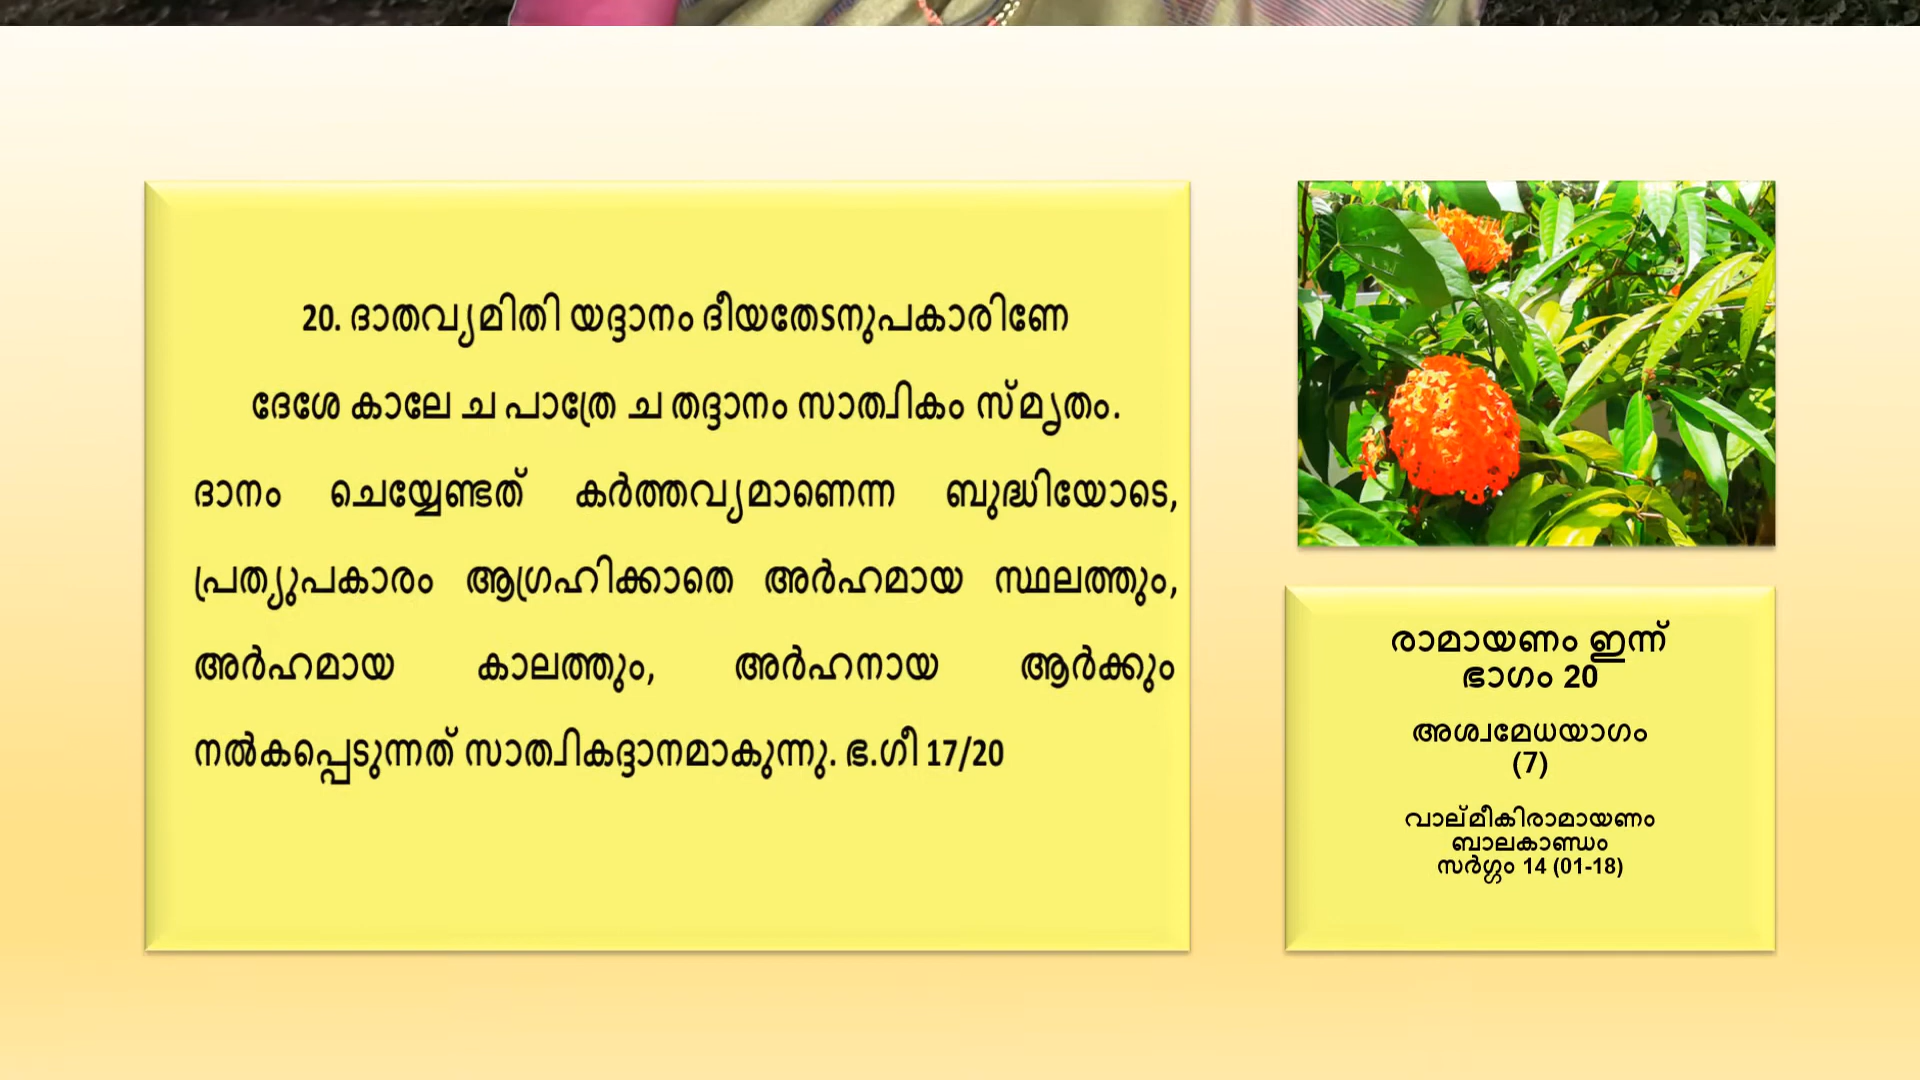 20. ദാതവ്യമിതി യദ്ദാനം ദീയതേഽനുപകാരിണേ
ദേശേ കാലേ ച പാത്രേ ച തദ്ദാനം സാത്വികം സ്മൃതം.
ദാനം ചെയ്യേണ്ടത് കർത്തവ്യമാണെന്ന ബുദ്ധിയോടെ,
പ്രത്യുപകാരം ആഗ്രഹിക്കാതെ അർഹമായ സ്ഥലത്തും,
അർഹമായ കാലത്തും, അർഹനായ ആർക്കും
നൽകപ്പെടുന്നത് സാത്വികദ്ദാനമാകുന്നു. ഭ.ഗീ 17/20
രാമായണം ഇന്ന്
ഭാഗം 20
അശ്വമേധയാഗം
(7)
വാല്മീകിരാമായണം
ബാലകാണ്ഡം
സർഗ്ഗം 14 (01-18)